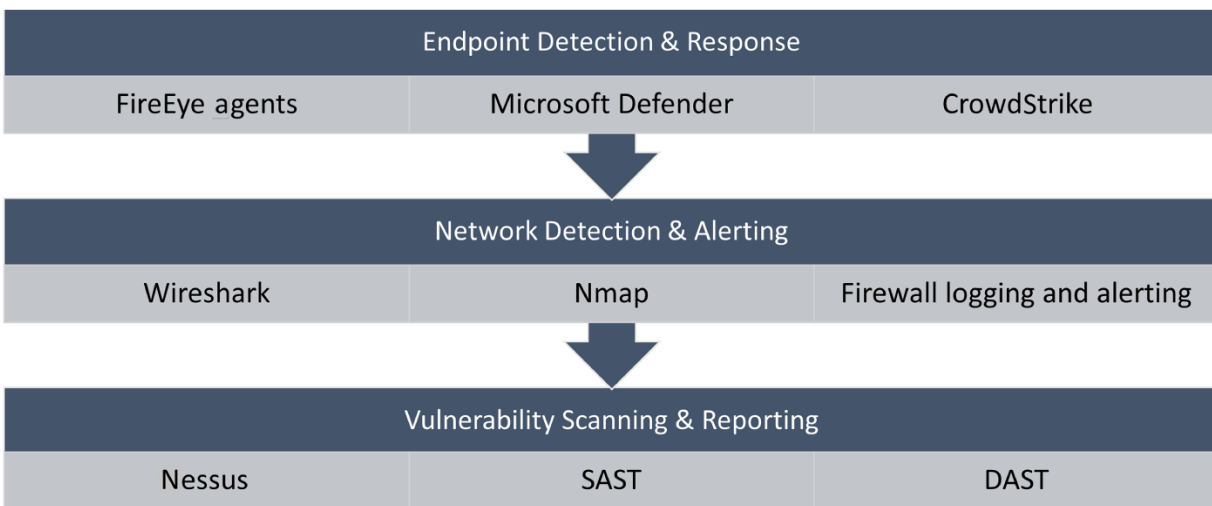 Endpoint Detection & Response
FireEye agents
Microsoft Defender
CrowdStrike
Network Detection & Alerting
Wireshark
Nmap
Firewall logging and alerting
Vulnerability Scanning & Reporting
Nessus
SAST
DAST